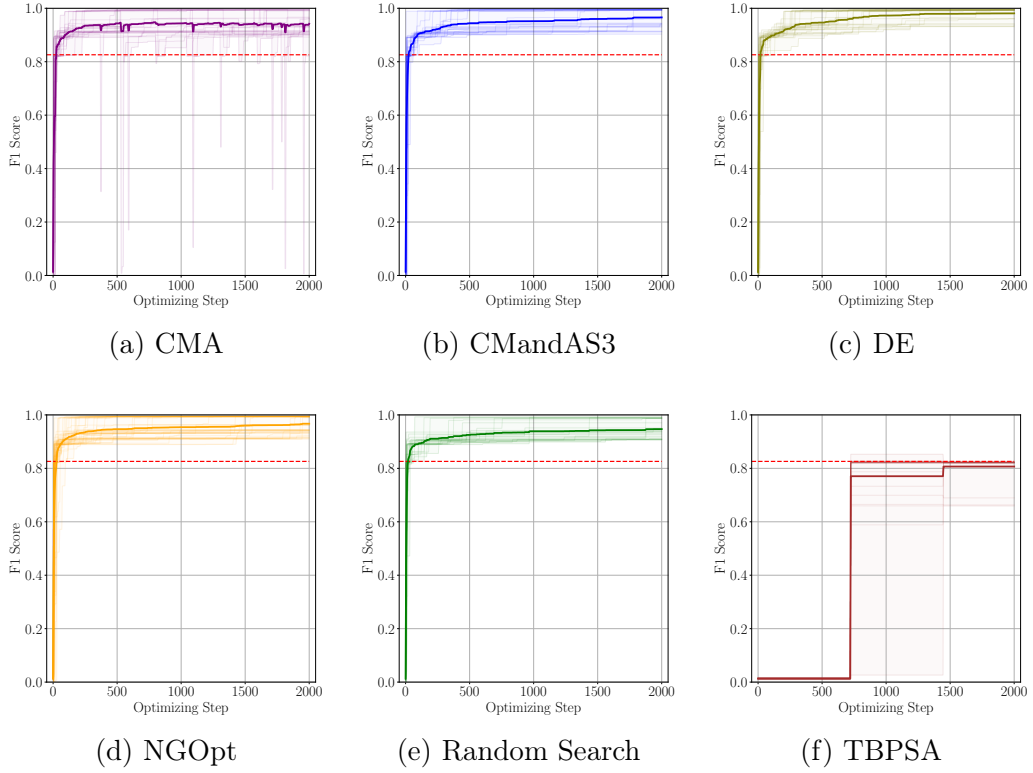 1.0
0.8
0.6
0.4
0.2
0.0
F1 Score
0 500 1000 1500 2000
Optimizing Step
(a) CMA
1.0
0.8
0.6
0.4
0.2
0.0
F1 Score
0 500 1000 1500 2000
Optimizing Step
(b) CMandAS3
1.0
0.8
0.6
0.4
0.2
0.0
F1 Score
0 500 1000 1500 2000
Optimizing Step
(c) DE
1.0
0.8
0.6
0.4
0.2
0.0
F1 Score
0 500 1000 1500 2000
Optimizing Step
(d) NGOpt
1.0
0.8
0.6
0.4
0.2
0.0
F1 Score
0 500 1000 1500 2000
Optimizing Step
(e) Random Search
1.0
0.8
0.6
0.4
0.2
0.0
F1 Score
0 500 1000 1500 2000
Optimizing Step
(f) TBPSA